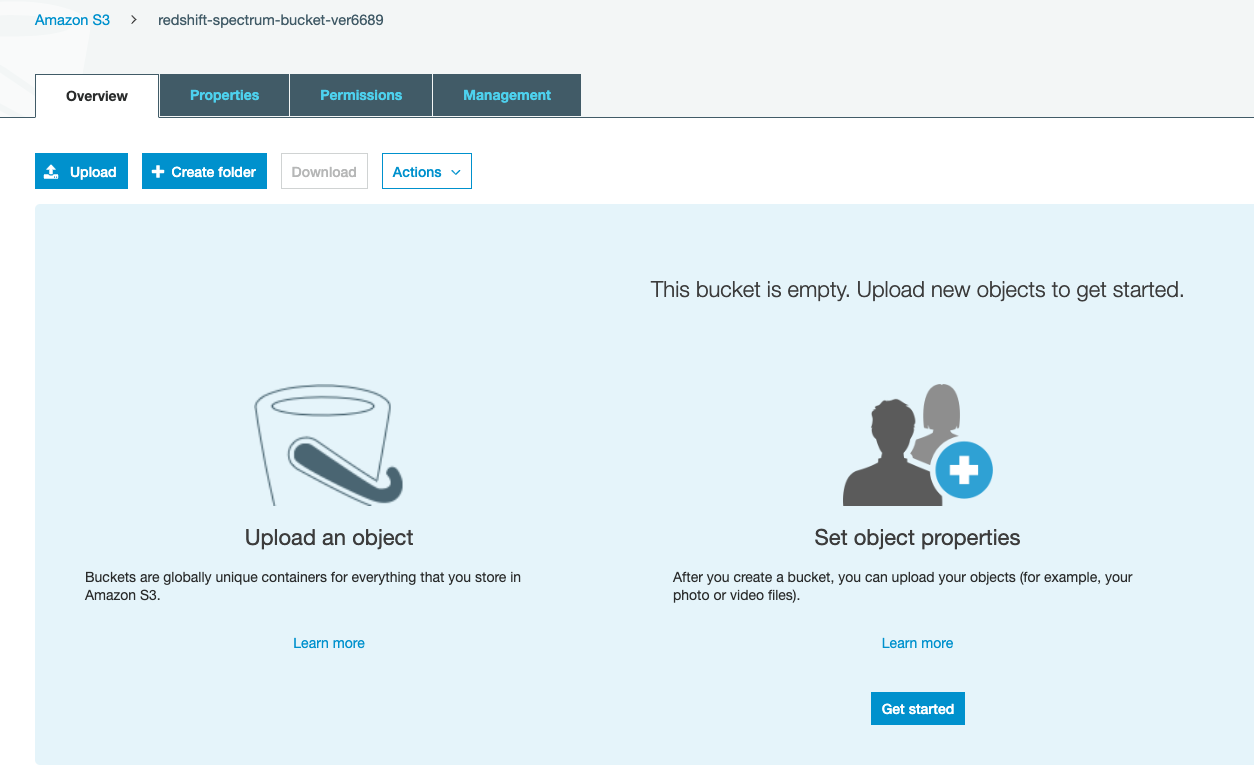 Amazon S3 > redshift-spectrum-bucket-ver6689
Overview Properties Permissions Management
Upload Create folder Download Actions
This bucket is empty. Upload new objects to get started.
Upload an object
Buckets are globally unique containers for everything that you store in
Amazon S3.
Learn more
Set object properties
After you create a bucket, you can upload your objects (for example, your
photo or video files).
Learn more
Get started